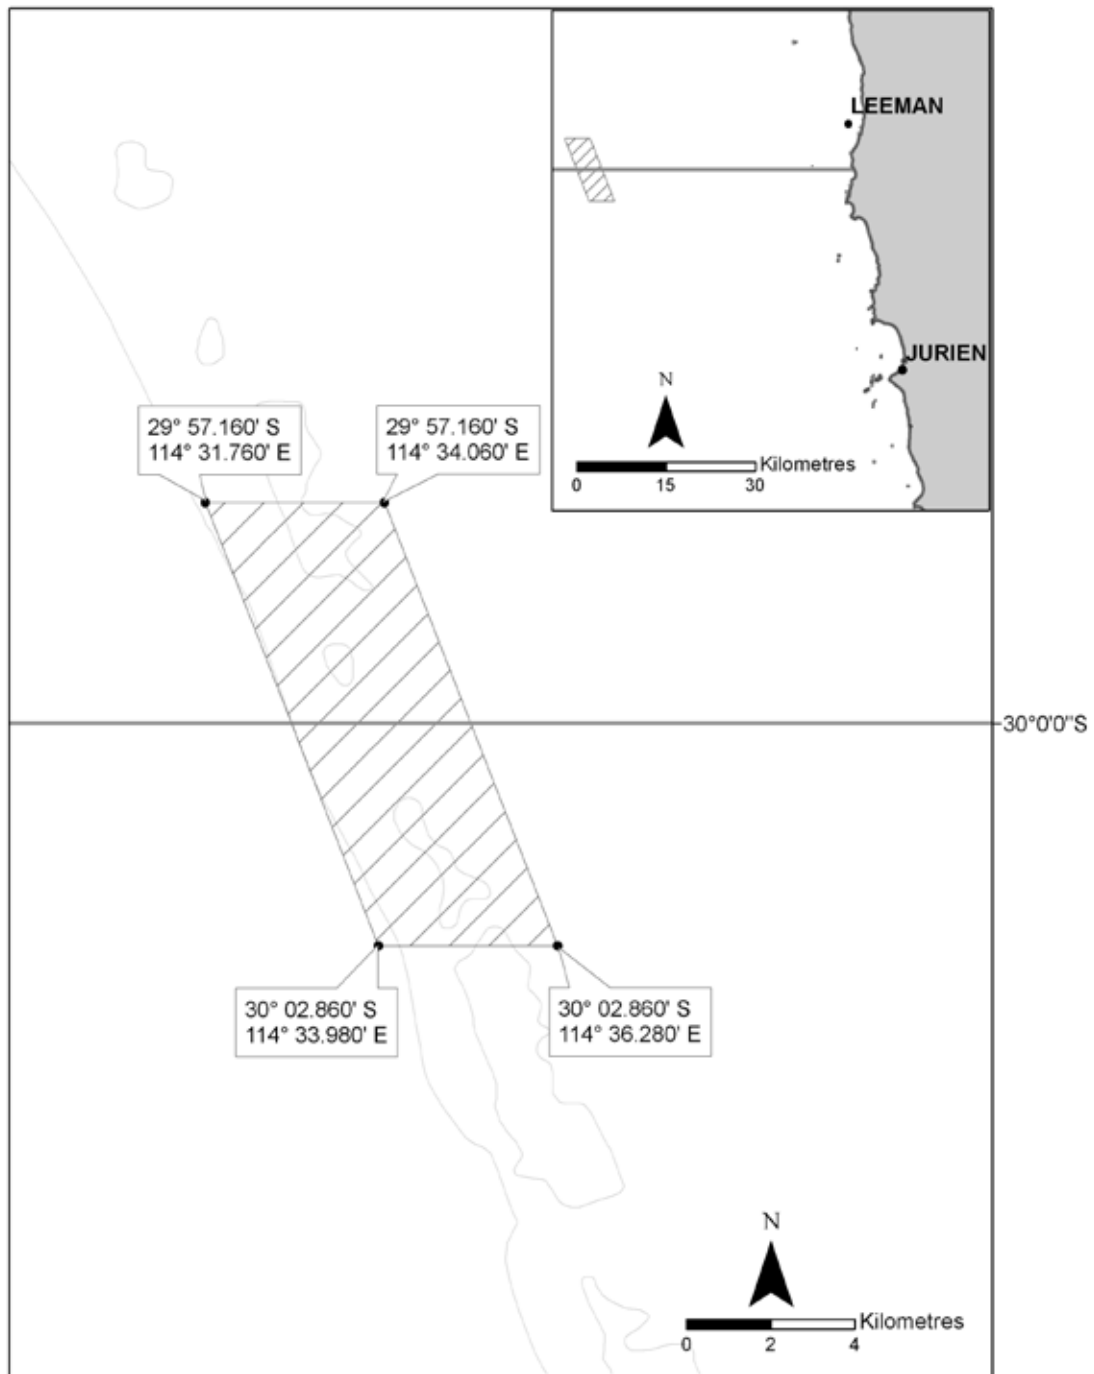 LEEMAN
JURIEN
N
Kilometres
0 15 30
29° 57.160' S
114° 31.760' E
29° 57.160' S
114° 34.060' E
30°0'0"S
30° 02.860' S
114° 33.980' E
30° 02.860' S
114° 36.280' E
N
Kilometres
0 2 4